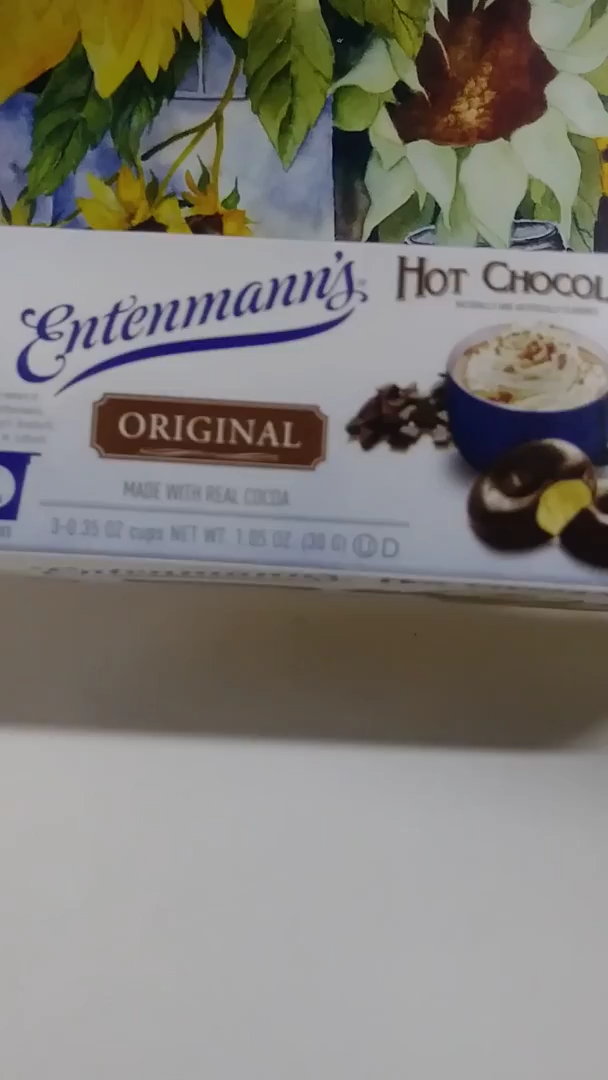 Entenmann's
HOT CHOCOL
ORIGINAL
MADE WITH REAL COCOA
3-0.35 OZ cups NET WT. 1.05 OZ. (30 G) Ⓤ D